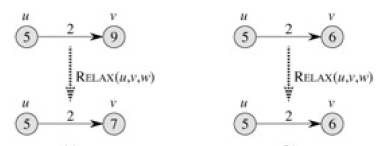 u v u v
5 2 9 5 2 6
RELAX(u,v,w) RELAX(u,v,w)
u v u v
5 2 7 5 2 6